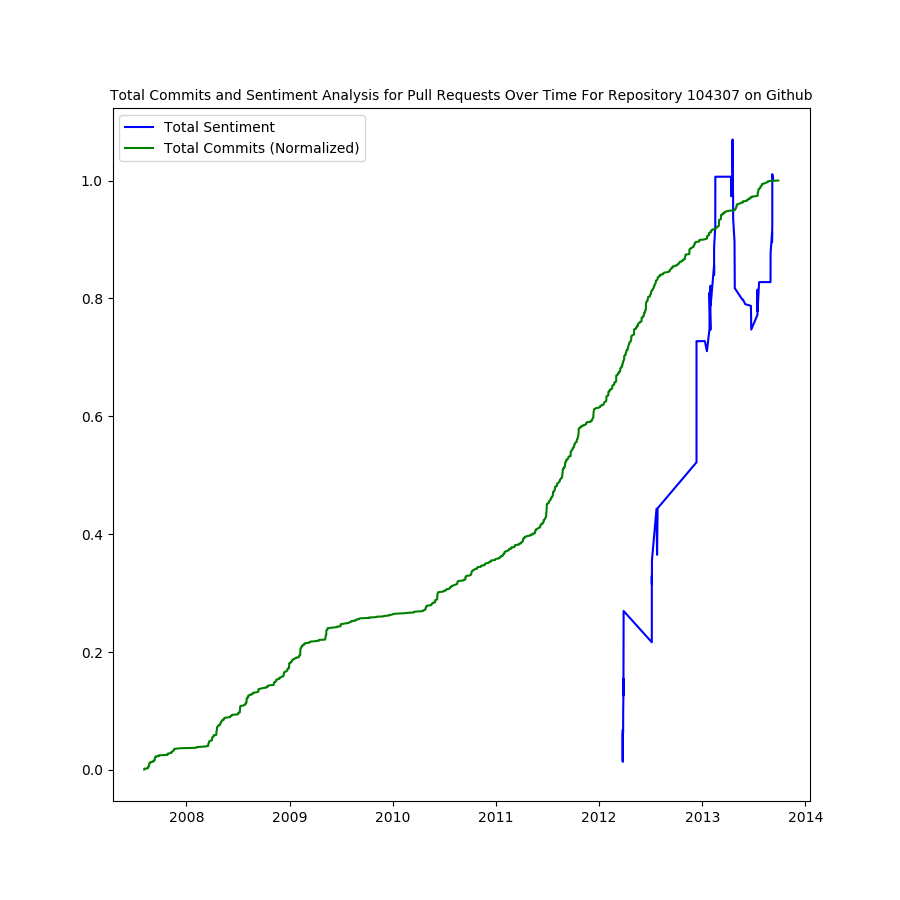 Total Commits and Sentiment Analysis for Pull Requests Over Time For Repository 104307 on Github
Total Sentiment
Total Commits (Normalized)
1.0
0.8
0.6
0.4
0.2
0.0
2008 2009 2010 2011 2012 2013 2014